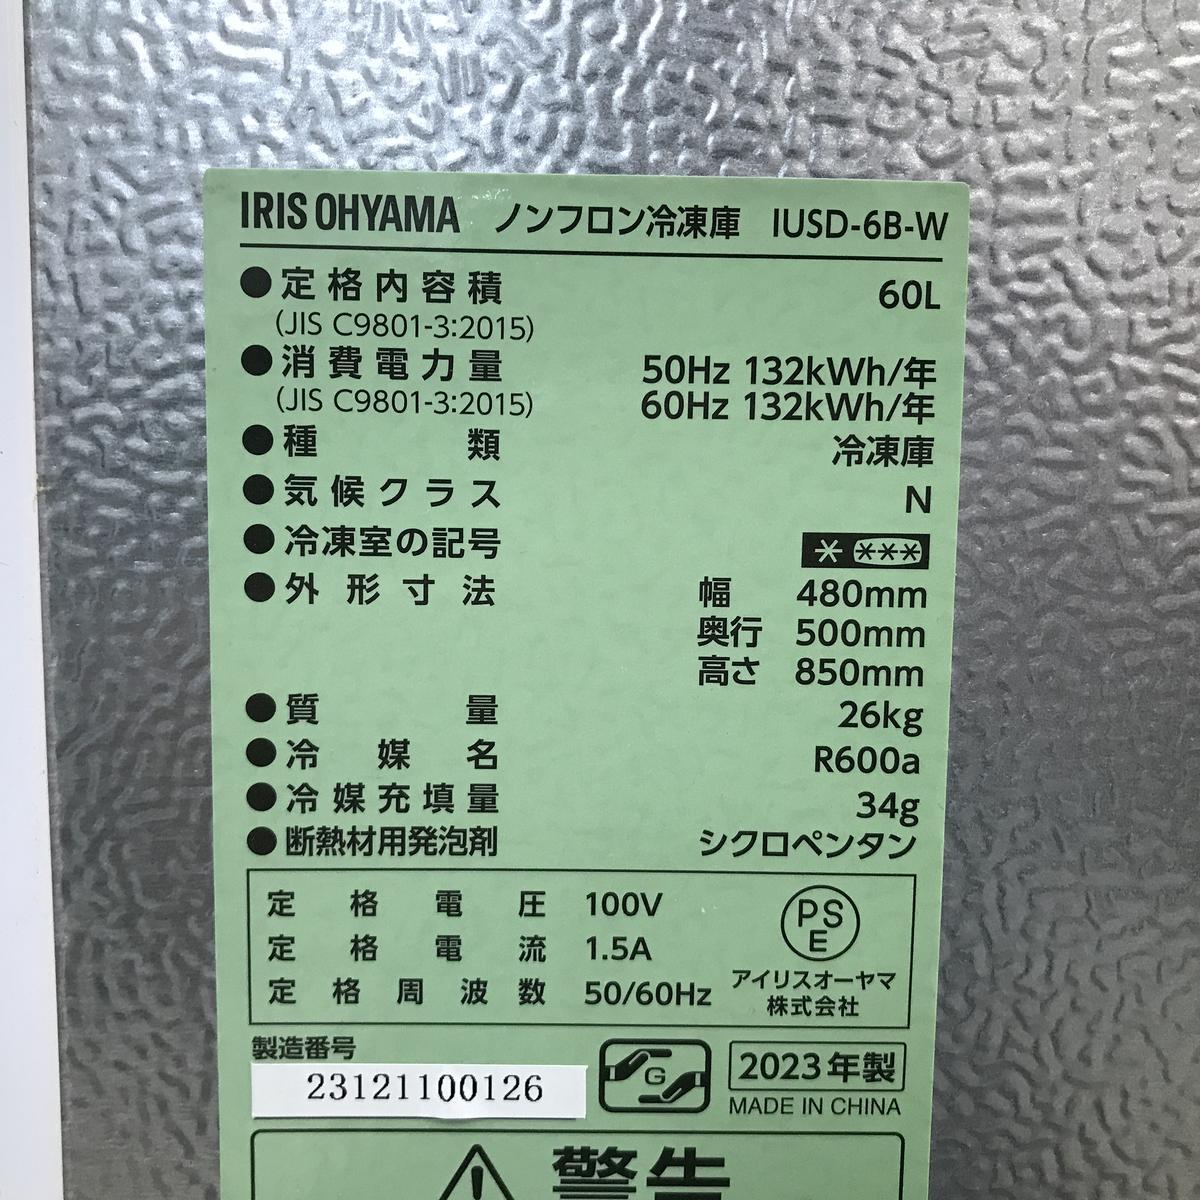 IRIS OHYAMA ノンフロン冷凍庫 IUSD-6B-W
●定格内容積 60L
(JIS C9801-3:2015)
●消費電力量 50Hz 132kWh/年
(JIS C9801-3:2015) 60Hz 132kWh/年
●種類 冷凍庫
●気候クラス N
●冷凍室の記号 * ***
●外形寸法 幅 480mm
奥行 500mm
高さ 850mm
●質量 26kg
●冷媒名 R600a
●冷媒充填量 34g
●断熱材用発泡剤 シクロペンタン
定格電圧 100V
定格電流 1.5A
定格周波数 50/60Hz
PS
E
アイリスオーヤマ
株式会社
製造番号
23121100126
G
2023年製
MADE IN CHINA
警告